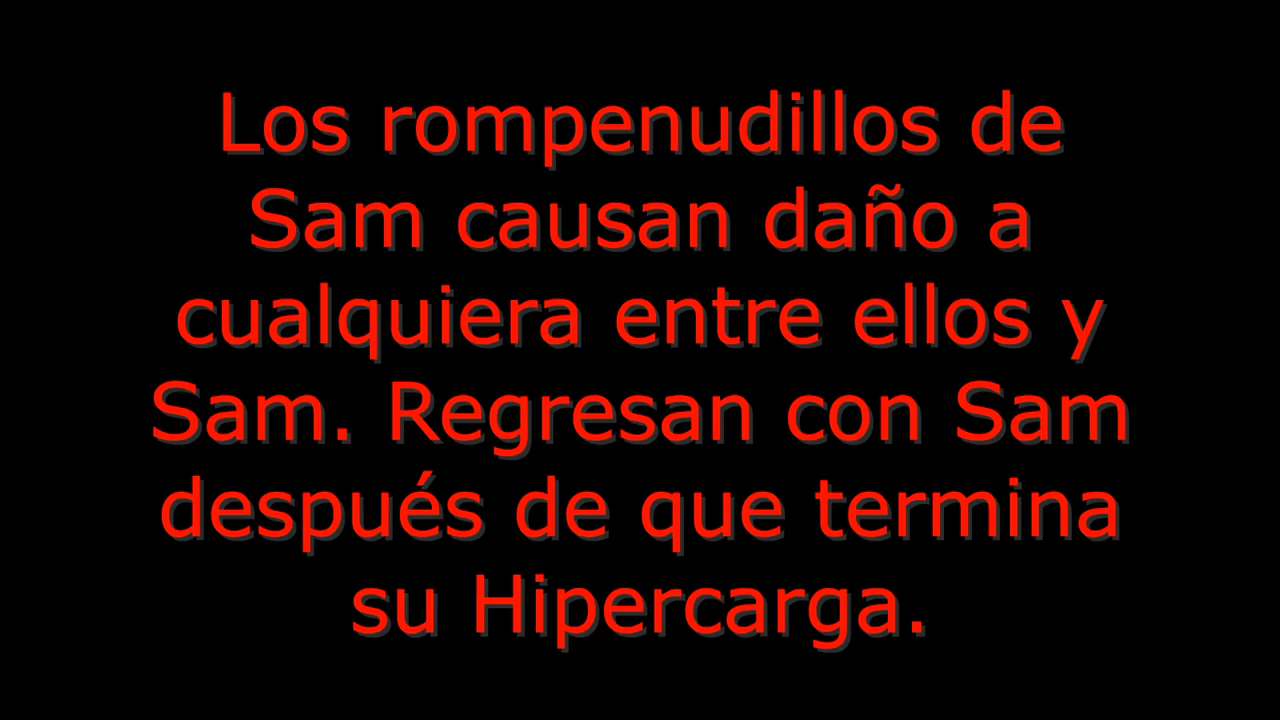 Los rompenudillos de
Sam causan daño a
cualquiera entre ellos y
Sam. Regresan con Sam
después de que termina
su Hipercarga.